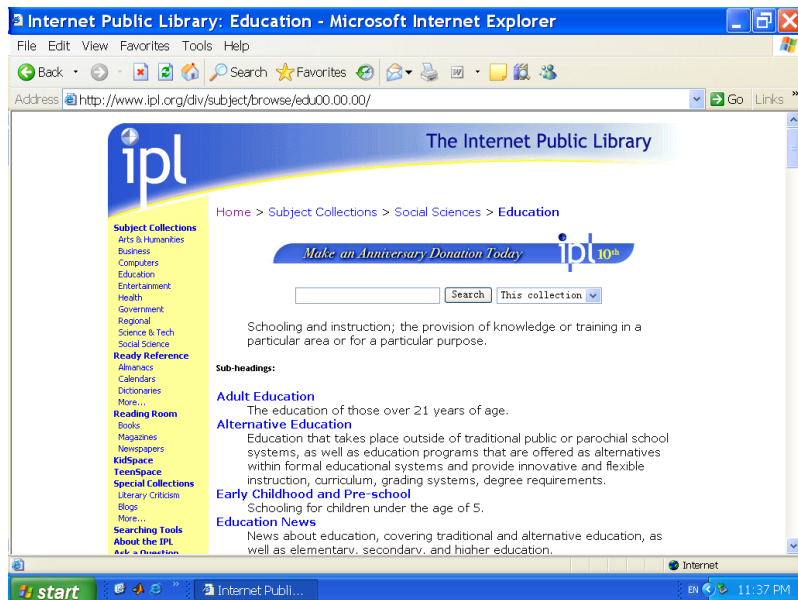 Internet Public Library: Education - Microsoft Internet Explorer
File Edit View Favorites Tools Help
Back Search Favorites
Address http://www.ipl.org/div/subject/browse/edu00.00.00/ Go Links »
ipl The Internet Public Library
Home > Subject Collections > Social Sciences > Education
Make an Anniversary Donation Today ipl 10th
Search This collection
Schooling and instruction; the provision of knowledge or training in a
particular area or for a particular purpose.
Sub-headings:
Adult Education
The education of those over 21 years of age.
Alternative Education
Education that takes place outside of traditional public or parochial school
systems, as well as education programs that are offered as alternatives
within formal educational systems and provide innovative and flexible
instruction, curriculum, grading systems, degree requirements.
Early Childhood and Pre-school
Schooling for children under the age of 5.
Education News
News about education, covering traditional and alternative education, as
well as elementary, secondary, and higher education.
Subject Collections
Arts & Humanities
Business
Computers
Education
Entertainment
Health
Government
Regional
Science & Tech
Social Science
Ready Reference
Almanacs
Calendars
Dictionaries
More...
Reading Room
Books
Magazines
Newspapers
KidSpace
TeenSpace
Special Collections
Literary Criticism
Blogs
More...
Searching Tools
About the IPL
Ask a Question
Internet
start » Internet Publi... EN 11:37 PM